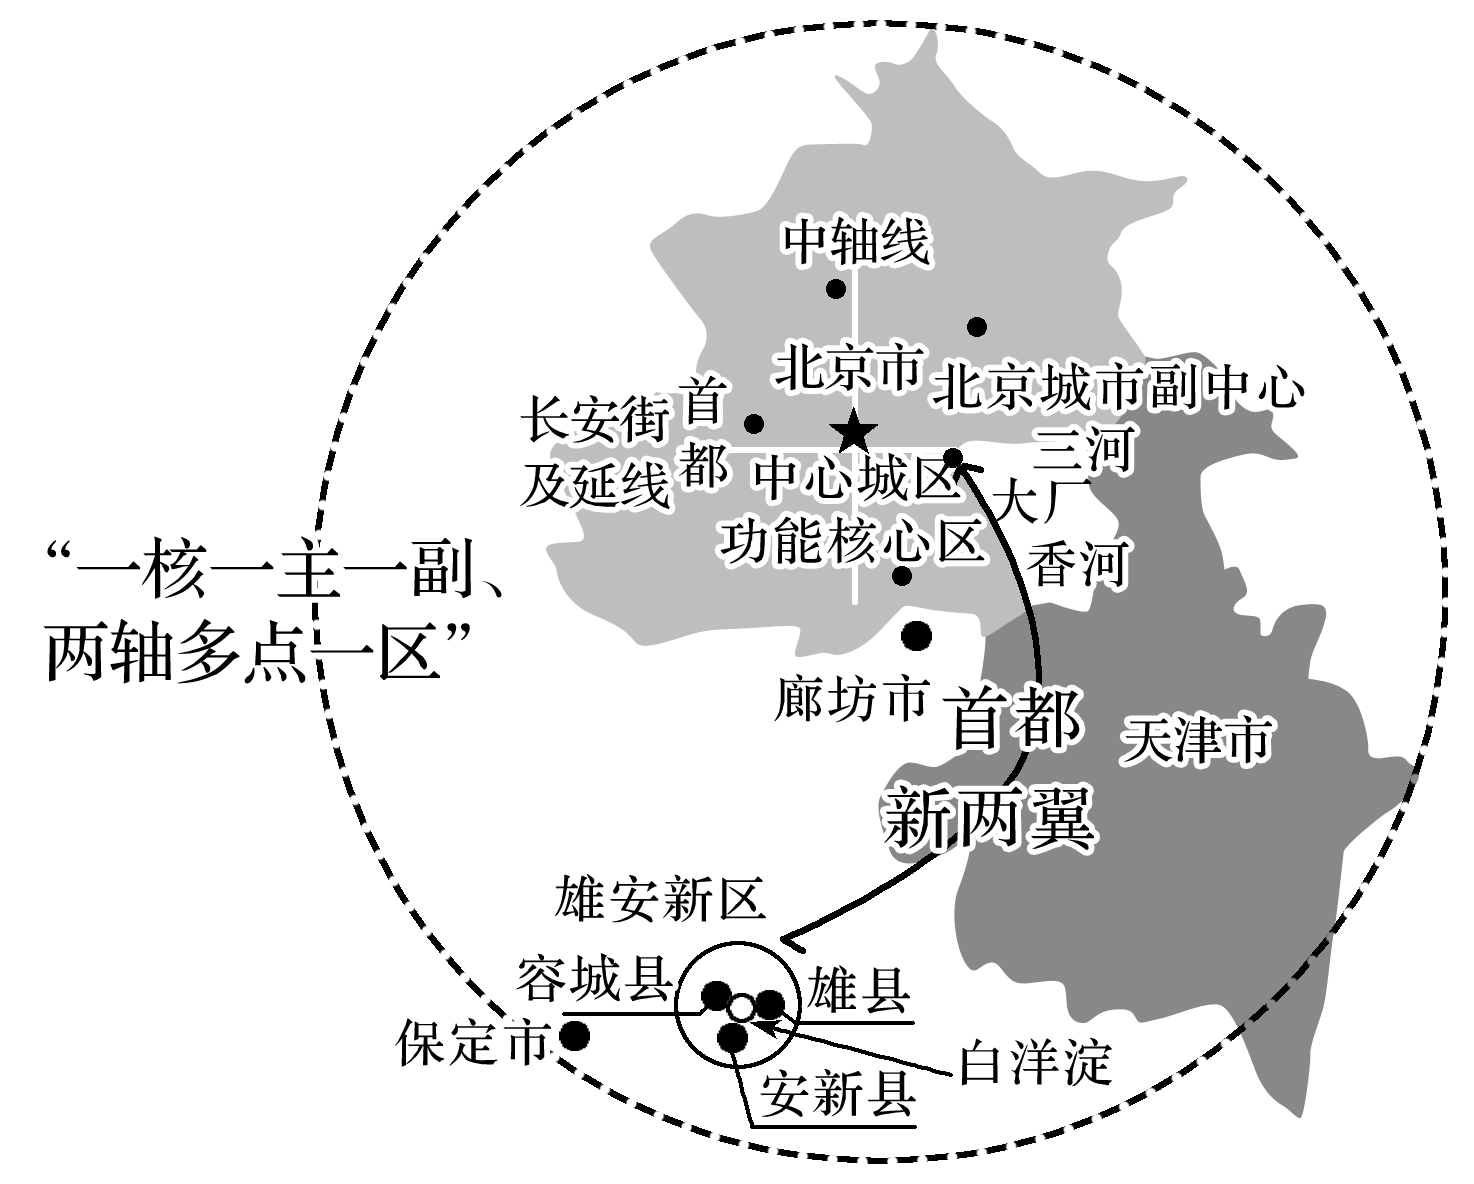 中轴线
北京市
北京城市副中心
长安街
及延线
首都
中心城区
功能核心区
三河
大厂
香河
“一核一主一副、
两轴多点一区”
廊坊市
首都
新两翼
天津市
雄安新区
容城县
雄县
保定市
白洋淀
安新县